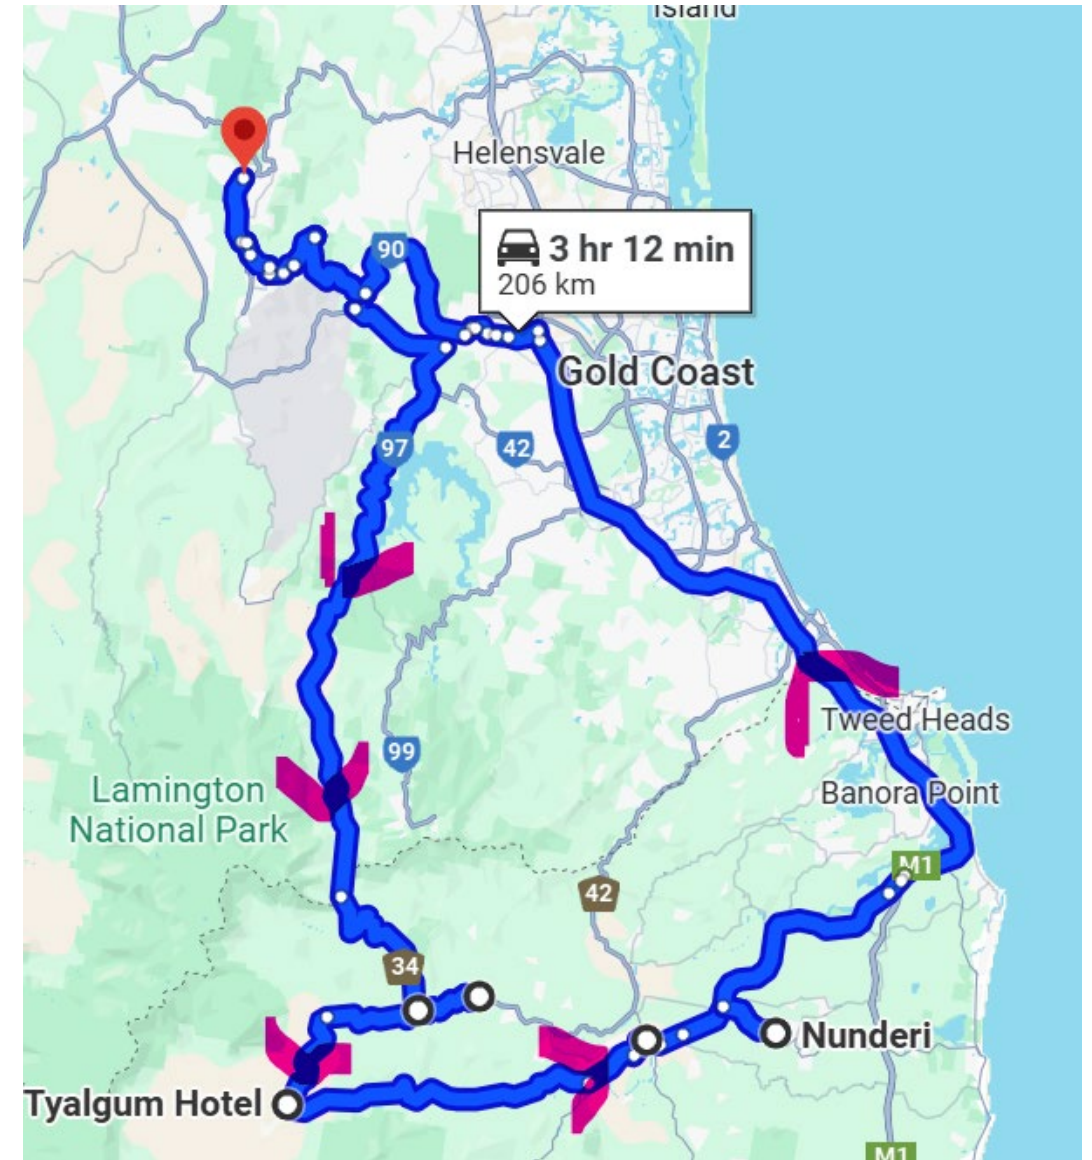 Island
Helensvale
90
3 hr 12 min
206 km
Gold Coast
97
42
2
Tweed Heads
99
Lamington
National Park
Banora Point
M1
42
34
Nunderi
Tyalgum Hotel
M1